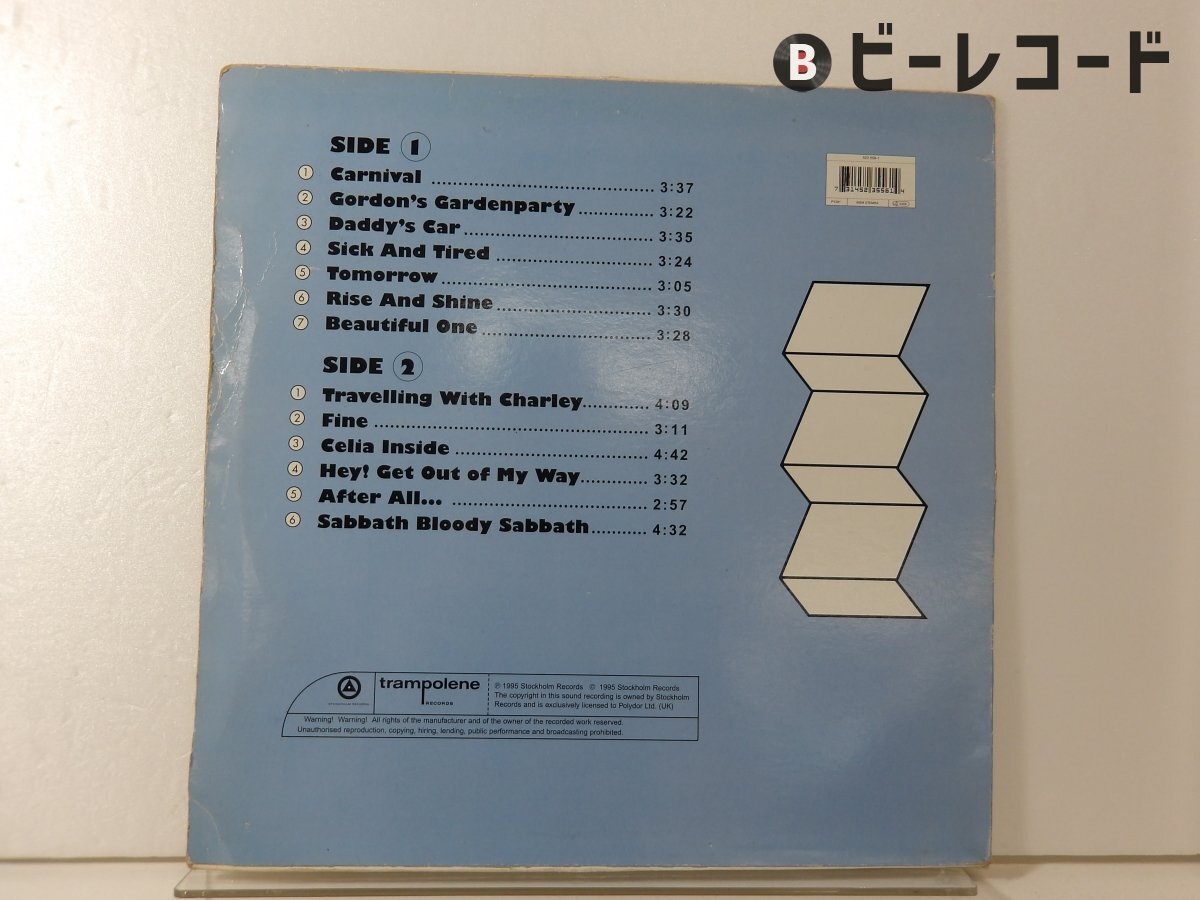 B ビーレコード
SIDE 1
1 Carnival ........ 3:37
2 Gordon's Gardenparty ........ 3:22
3 Daddy's Car ........ 3:35
4 Sick And Tired ........ 3:24
5 Tomorrow ........ 3:05
6 Rise And Shine ........ 3:30
7 Beautiful One ........ 3:28
SIDE 2
1 Travelling With Charley ........ 4:09
2 Fine ........ 3:11
3 Celia Inside ........ 4:42
4 Hey! Get Out of My Way ........ 3:32
5 After All... ........ 2:57
6 Sabbath Bloody Sabbath ........ 4:32
STOCKHOLM RECORDS
trampolene
RECORDS
℗ 1995 Stockholm Records © 1995 Stockholm Records
The copyright in this sound recording is owned by Stockholm
Records and is exclusively licensed to Polydor Ltd. (UK)
Warning! Warning! All rights of the manufacturer and of the owner of the recorded work reserved.
Unauthorised reproduction, copying, hiring, lending, public performance and broadcasting prohibited.